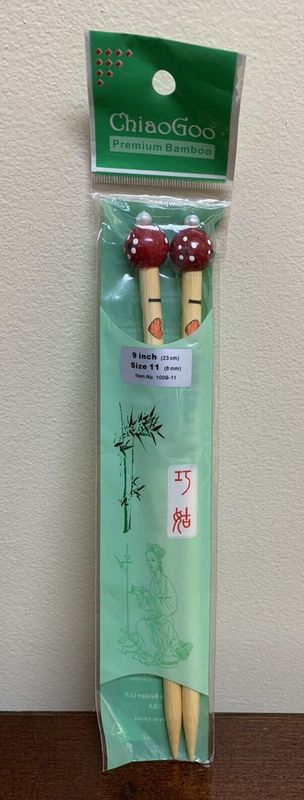 ChiaoGoo
Premium Bamboo
9 inch (23 cm)
Size 11 (8 mm)
Item No. 1009-11
巧
姑